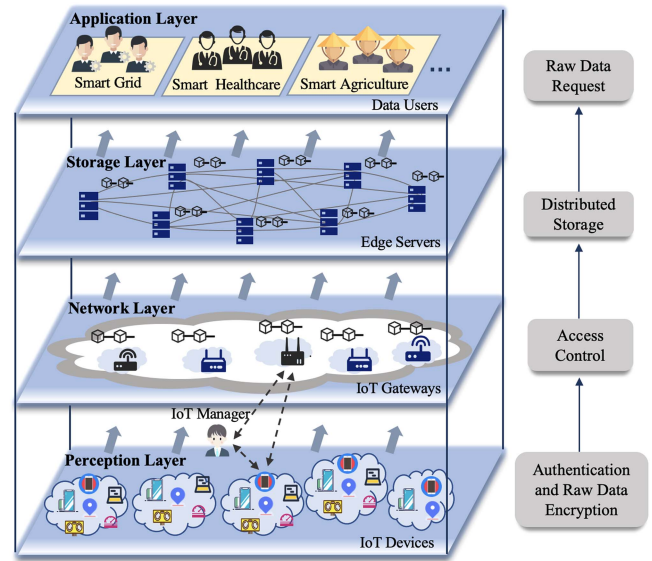 Application Layer
Smart Grid
Smart Healthcare
Smart Agriculture
...
Data Users
Storage Layer
Edge Servers
Network Layer
IoT Gateways
IoT Manager
Perception Layer
IoT Devices
Raw Data
Request
Distributed
Storage
Access
Control
Authentication
and Raw Data
Encryption